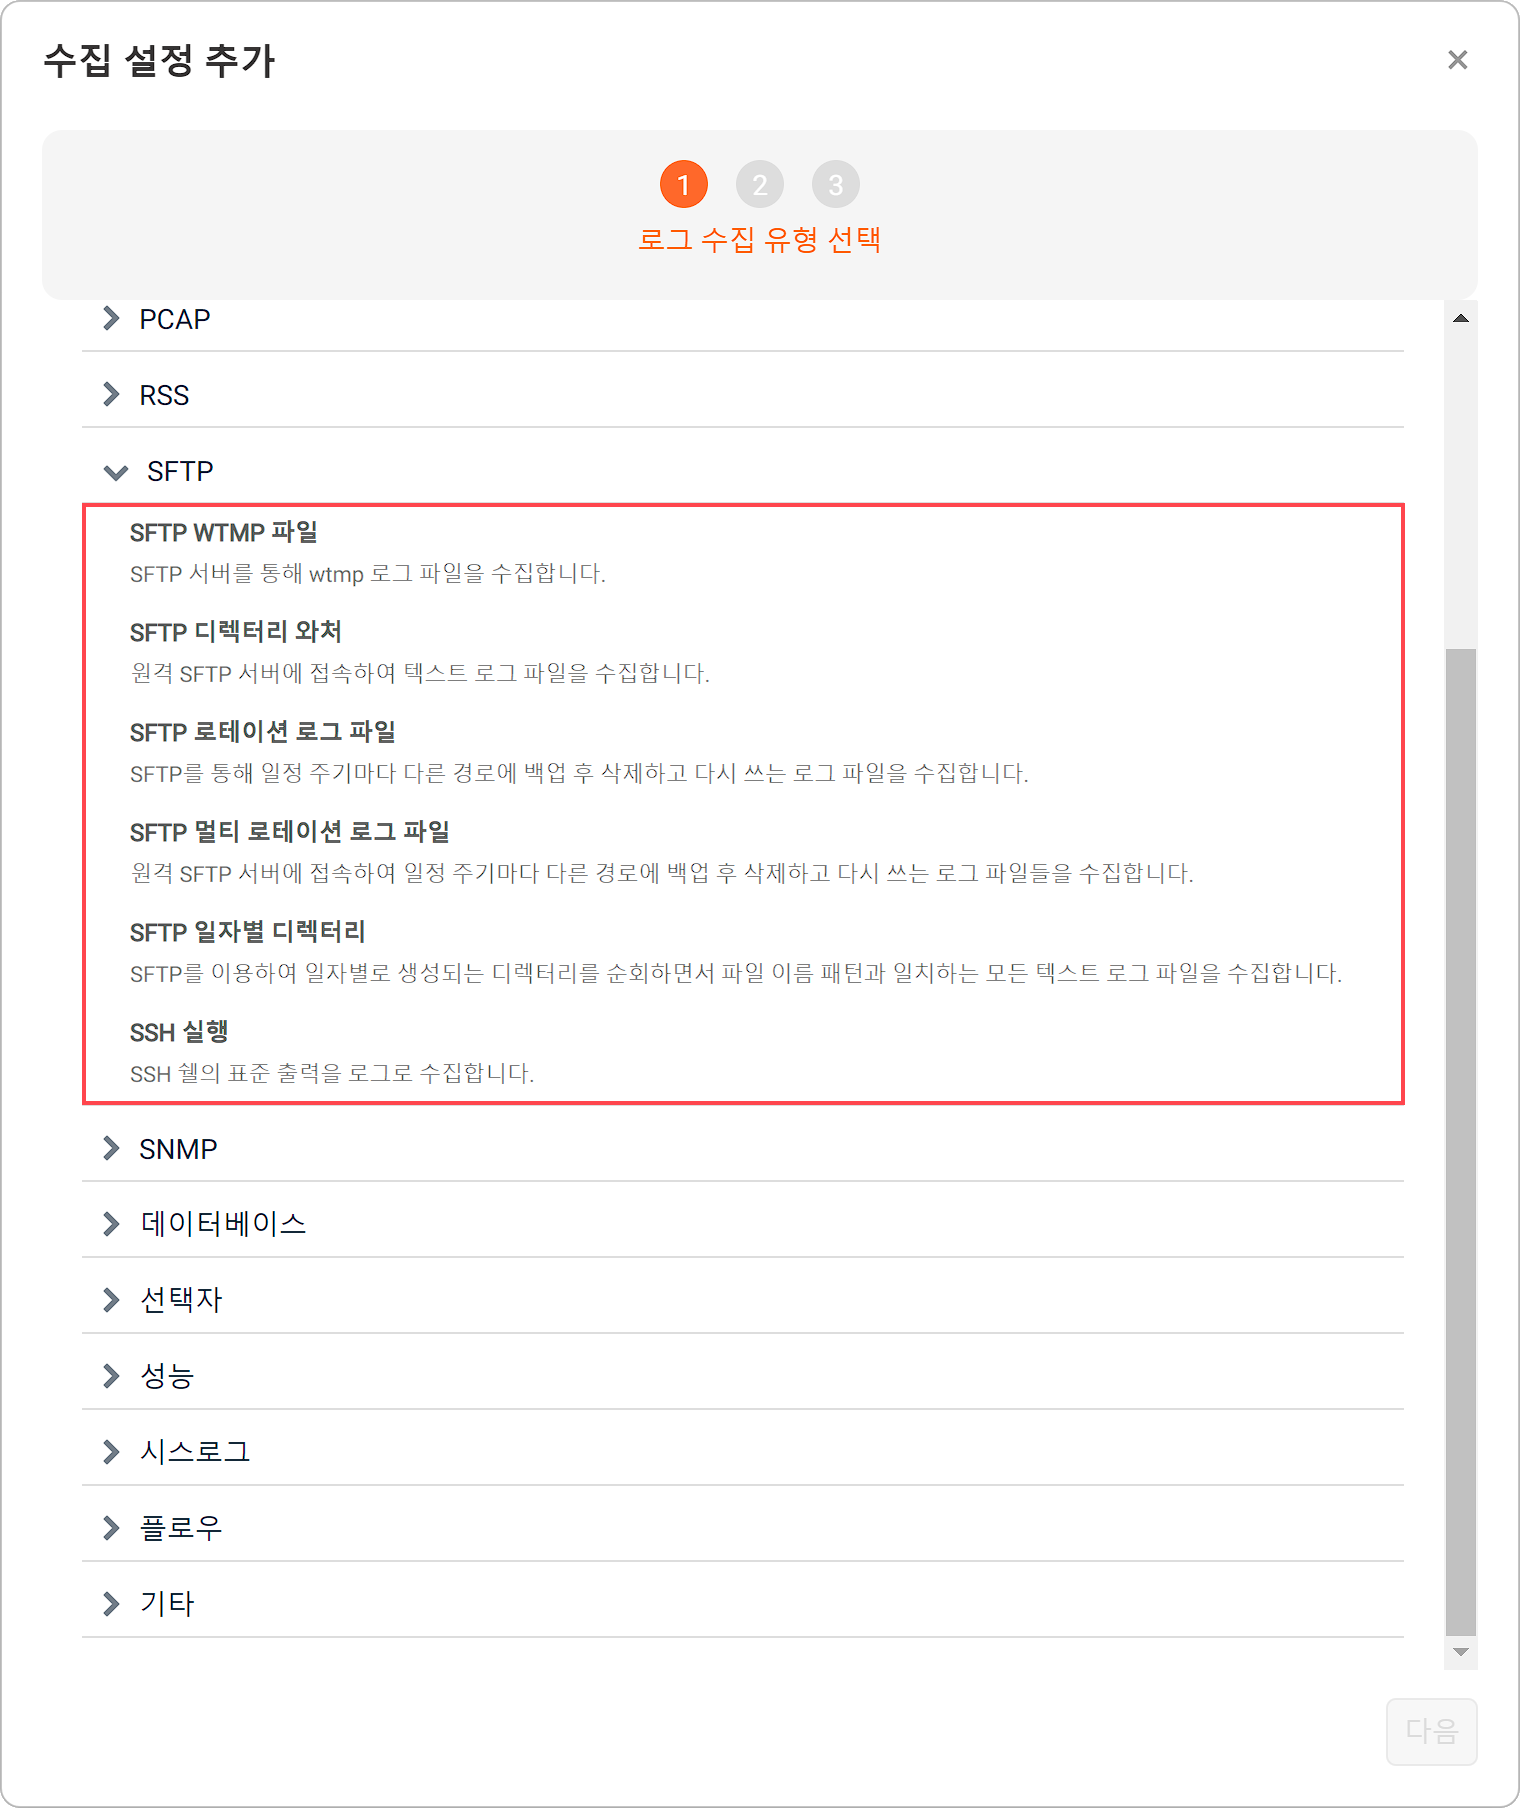 수집 설정 추가
1 2 3
로그 수집 유형 선택
PCAP
RSS
SFTP
SFTP WTMP 파일
SFTP 서버를 통해 wtmp 로그 파일을 수집합니다.
SFTP 디렉터리 와처
원격 SFTP 서버에 접속하여 텍스트 로그 파일을 수집합니다.
SFTP 로테이션 로그 파일
SFTP를 통해 일정 주기마다 다른 경로에 백업 후 삭제하고 다시 쓰는 로그 파일을 수집합니다.
SFTP 멀티 로테이션 로그 파일
원격 SFTP 서버에 접속하여 일정 주기마다 다른 경로에 백업 후 삭제하고 다시 쓰는 로그 파일들을 수집합니다.
SFTP 일자별 디렉터리
SFTP를 이용하여 일자별로 생성되는 디렉터리를 순회하면서 파일 이름 패턴과 일치하는 모든 텍스트 로그 파일을 수집합니다.
SSH 실행
SSH 쉘의 표준 출력을 로그로 수집합니다.
SNMP
데이터베이스
선택자
성능
시스로그
플로우
기타
다음